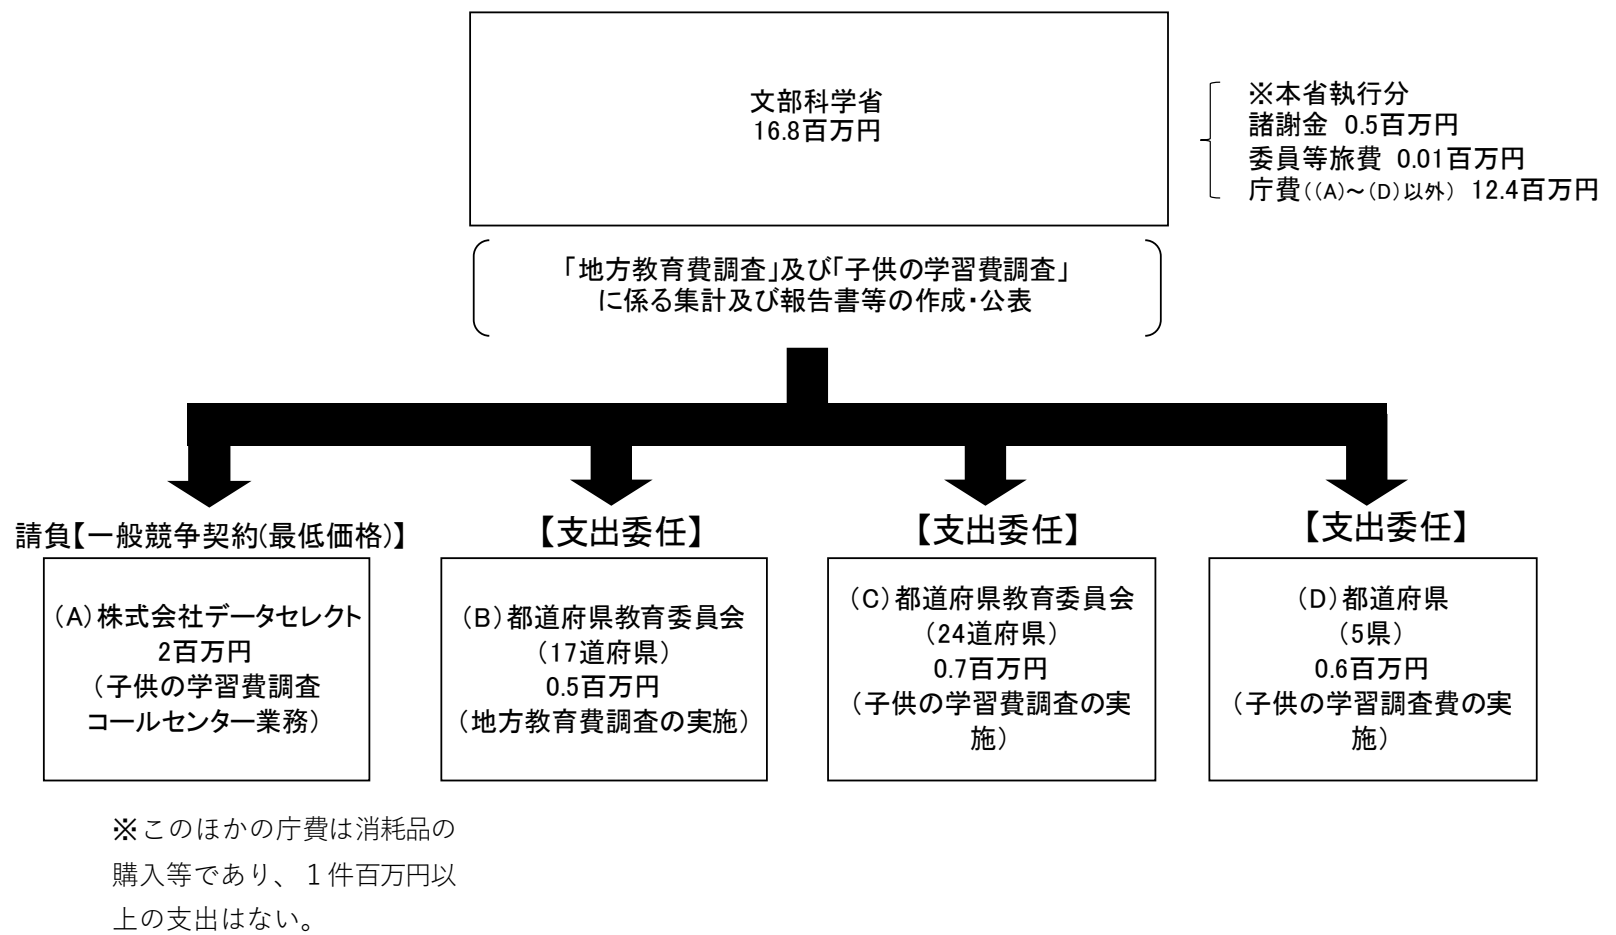 文部科学省
16.8百万円
※本省執行分
諸謝金 0.5百万円
委員等旅費 0.01百万円
庁費((A)～(D)以外) 12.4百万円
「地方教育費調査」及び「子供の学習費調査」
に係る集計及び報告書等の作成・公表
請負【一般競争契約(最低価格)】
(A)株式会社データセレクト
2百万円
(子供の学習費調査
コールセンター業務)
【支出委任】
(B)都道府県教育委員会
(17道府県)
0.5百万円
(地方教育費調査の実施)
【支出委任】
(C)都道府県教育委員会
(24道府県)
0.7百万円
(子供の学習費調査の実
施)
【支出委任】
(D)都道府県
(5県)
0.6百万円
(子供の学習調査費の実
施)
※このほかの庁費は消耗品の
購入等であり、１件百万円以
上の支出はない。